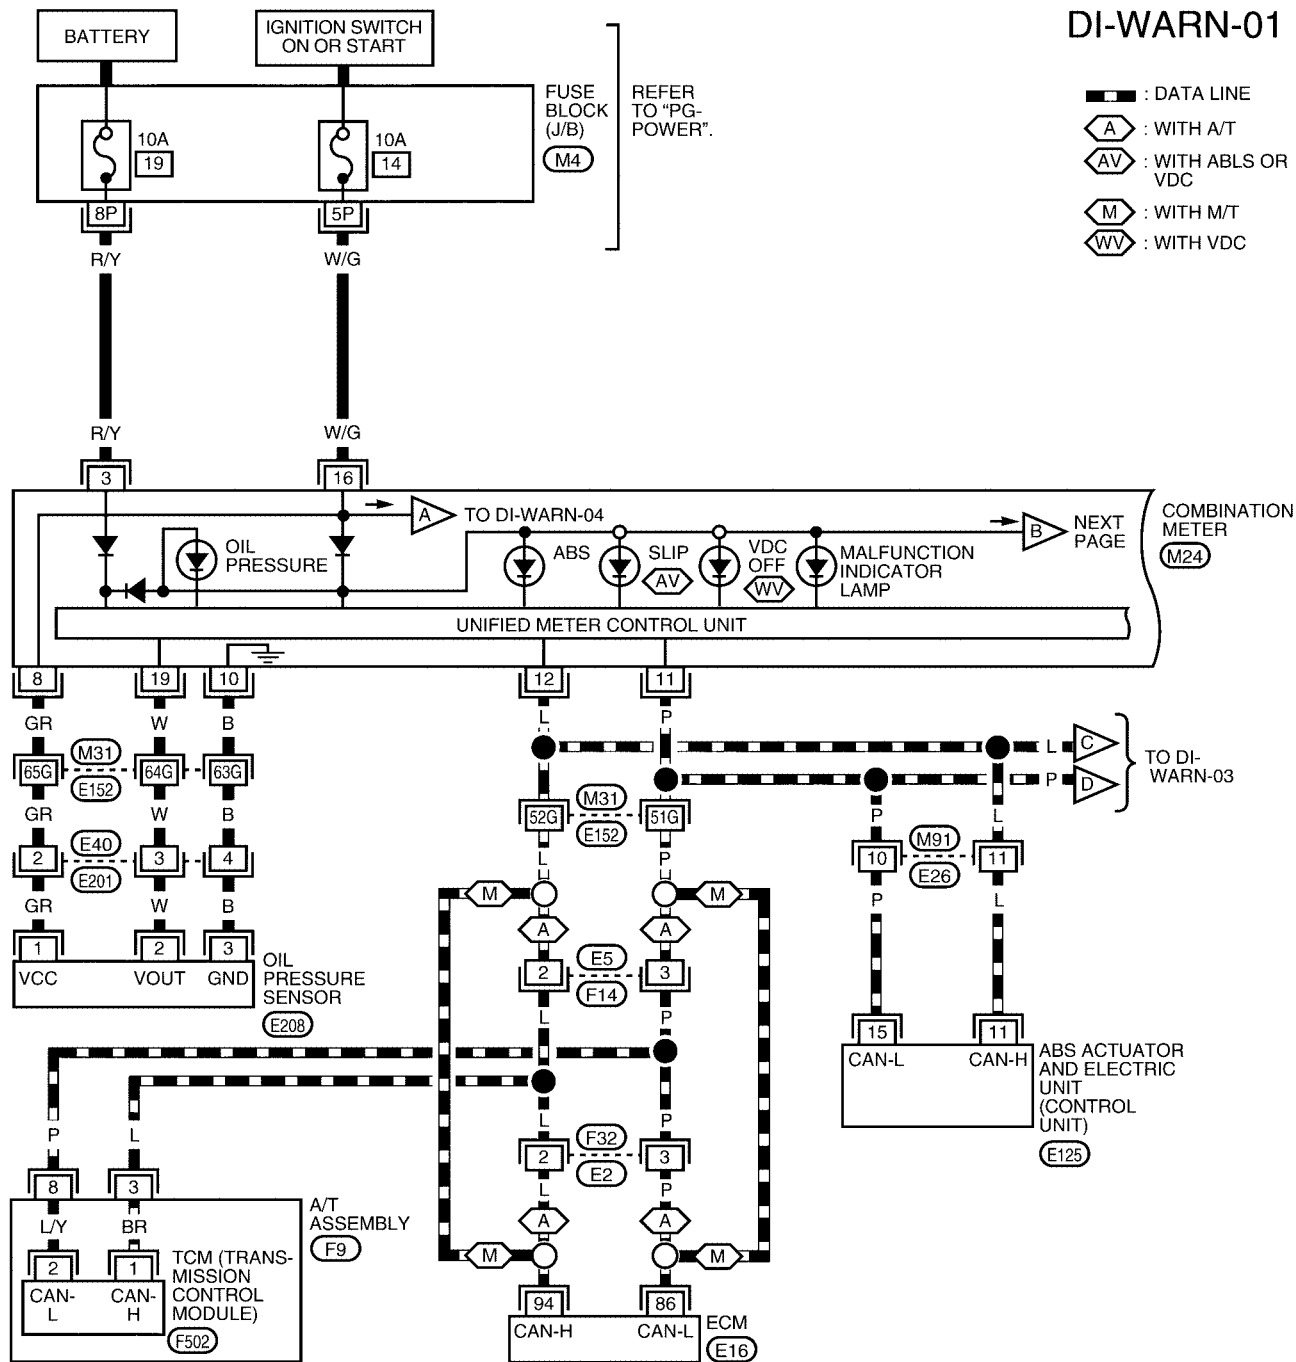 DI-WARN-01
BATTERY
IGNITION SWITCH
ON OR START
FUSE
BLOCK
(J/B)
M4
REFER
TO "PG-
POWER".
: DATA LINE
A : WITH A/T
AV : WITH ABLS OR
VDC
M : WITH M/T
WV : WITH VDC
10A
19
10A
14
8P
5P
R/Y
W/G
R/Y
W/G
3
16
A
TO DI-WARN-04
B
NEXT
PAGE
COMBINATION
METER
M24
OIL
PRESSURE
ABS
SLIP
AV
VDC
OFF
WV
MALFUNCTION
INDICATOR
LAMP
UNIFIED METER CONTROL UNIT
8
19
10
12
11
GR
W
B
L
P
L
C
P
D
TO DI-
WARN-03
65G
M31
64G
63G
E152
52G
M31
51G
E152
GR
W
B
L
P
P
L
2
E40
3
4
E201
10
M91
11
E26
GR
W
B
P
L
M
M
A
A
1
2
3
VCC
VOUT
GND
OIL
PRESSURE
SENSOR
E208
2
E5
3
F14
L
P
15
11
CAN-L
CAN-H
ABS ACTUATOR
AND ELECTRIC
UNIT
(CONTROL
UNIT)
E125
P
L
L
P
2
F32
3
E2
L
P
8
3
L/Y
BR
A/T
ASSEMBLY
F9
A
A
M
M
2
1
CAN-
L
CAN-
H
TCM (TRANS-
MISSION
CONTROL
MODULE)
F502
94
86
CAN-H
CAN-L
ECM
E16